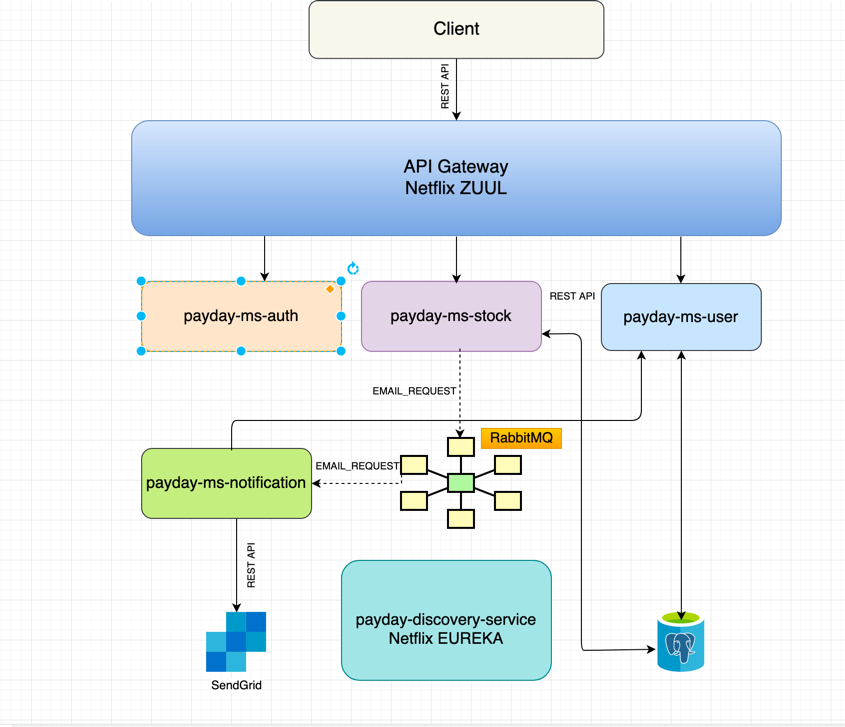 Client
REST API
API Gateway
Netflix ZUUL
payday-ms-auth
payday-ms-stock
REST API
payday-ms-user
EMAIL_REQUEST
RabbitMQ
EMAIL_REQUEST
payday-ms-notification
REST API
payday-discovery-service
Netflix EUREKA
SendGrid